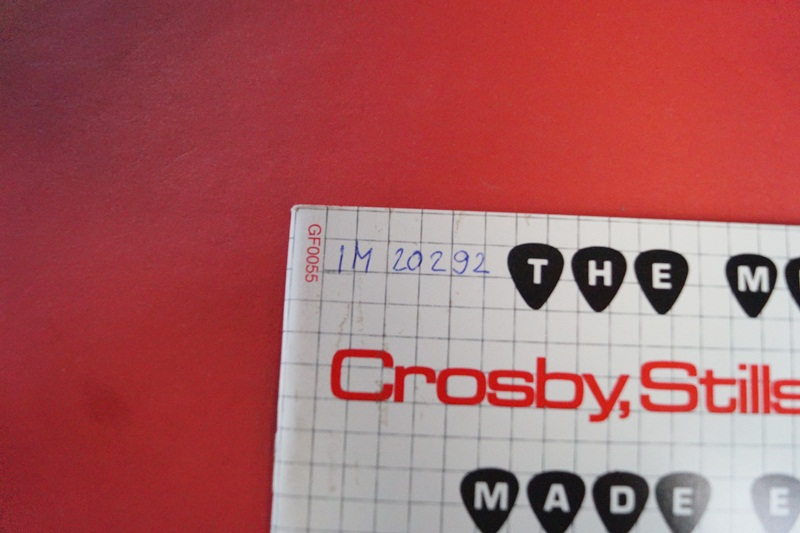 GF0055
IM 20292
THE M
Crosby, Stills
MADE E